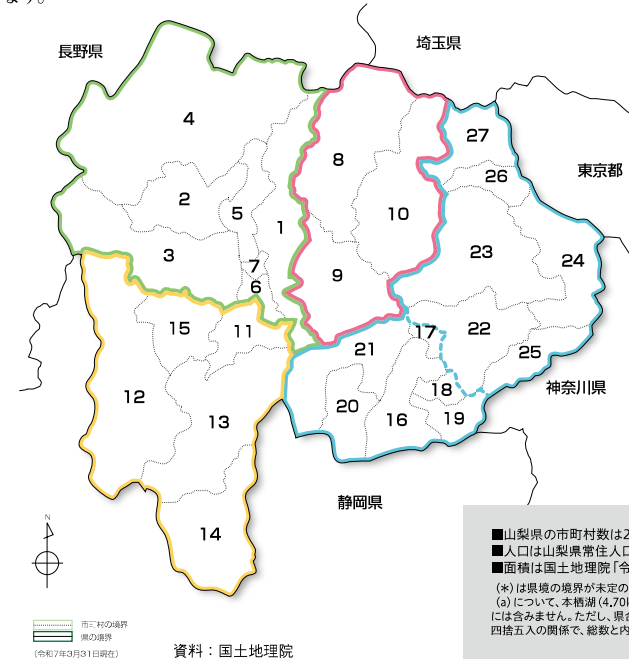 ます。
長野県
埼玉県
東京都
神奈川県
静岡県
4
8
27
26
2
5
1
10
23
24
3
7
6
9
15
11
17
22
21
25
12
13
20
16
18
19
14
N
市町村の境界
県の境界
(令和7年3月31日現在)
資料：国土地理院
■山梨県の市町村数は2
■人口は山梨県常住人口
■面積は国土地理院「令
(*)は県境の境界が未定の
(a)について、本栖湖(4.70k
には含みません。ただし、県合
四捨五入の関係で、総数と内